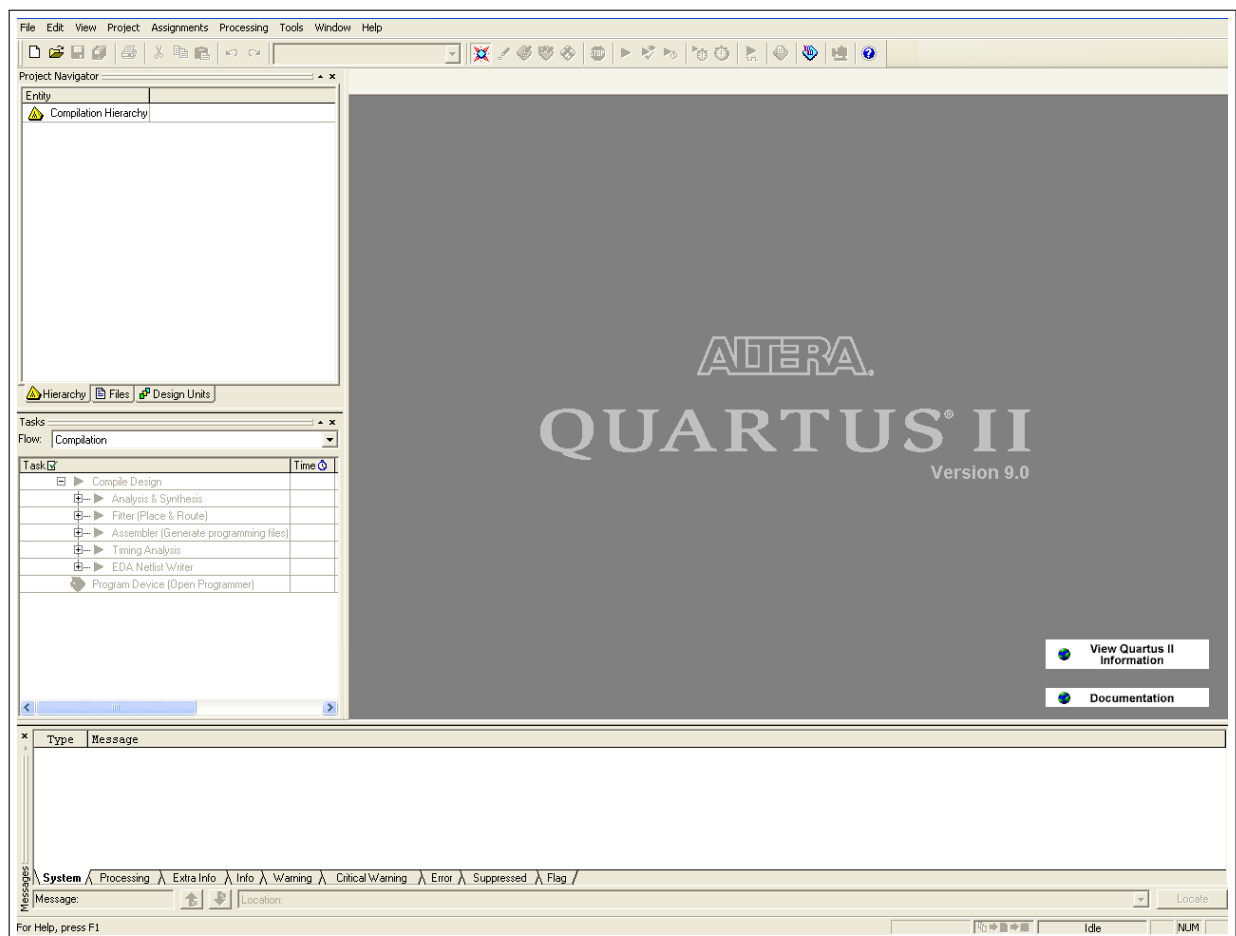 File Edit View Project Assignments Processing Tools Window Help
Project Navigator
Entity
Compilation Hierarchy
Hierarchy Files Design Units
Tasks
Flow: Compilation
Task Time
Compile Design
Analysis & Synthesis
Fitter (Place & Route)
Assembler (Generate programming files)
Timing Analysis
EDA Netlist Writer
Program Device (Open Programmer)
ALTERA®
QUARTUS® II
Version 9.0
View Quartus II
Information
Documentation
Type Message
System Processing Extra Info Info Warning Critical Warning Error Suppressed Flag
Messages
Message: Location: Locate
For Help, press F1 Idle NUM